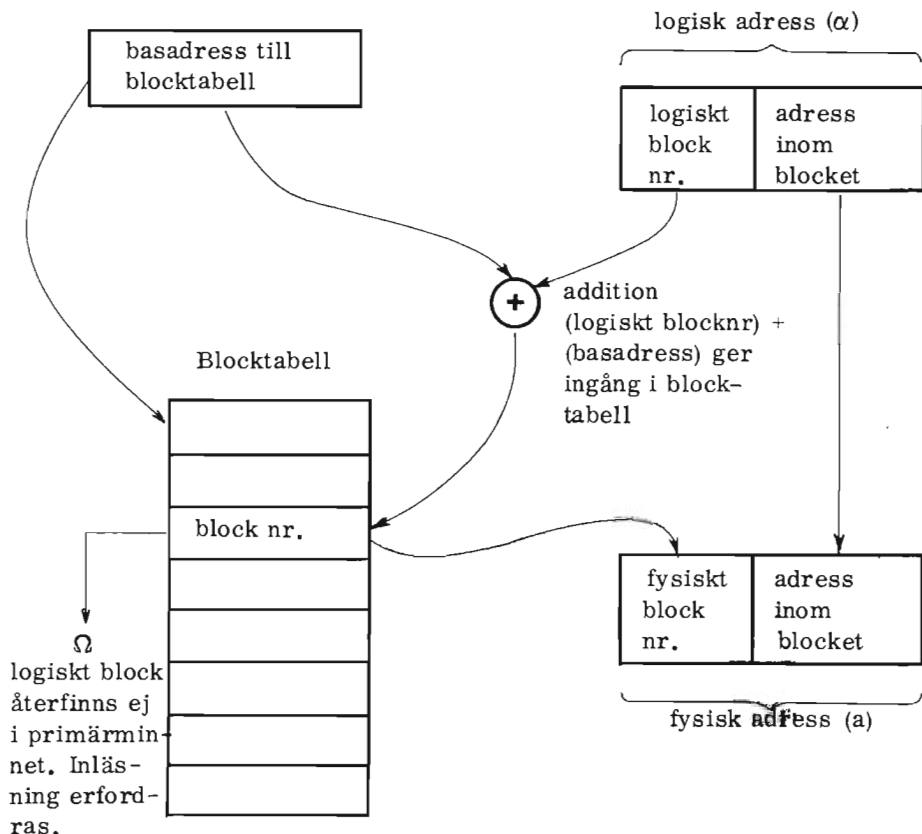 logisk adress (α)
basadress till
blocktabell
logiskt
block
nr.
adress
inom
blocket
+
addition
(logiskt blocknr) +
(basadress) ger
ingång i block-
tabell
Blocktabell
block nr.
fysiskt
block
nr.
adress
inom
blocket
fysisk adress (a)
Ω
logiskt block
återfinns ej
i primärmin-
net. Inläs-
ning erford-
ras.